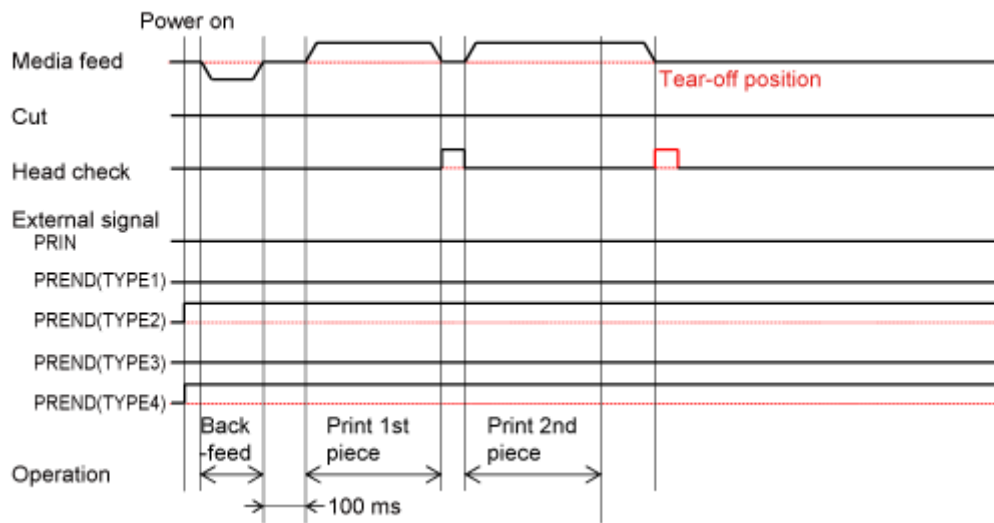 Power on
Media feed
Tear-off position
Cut
Head check
External signal
PRIN
PREND(TYPE1)
PREND(TYPE2)
PREND(TYPE3)
PREND(TYPE4)
Back
-feed
Print 1st
piece
Print 2nd
piece
Operation
100 ms